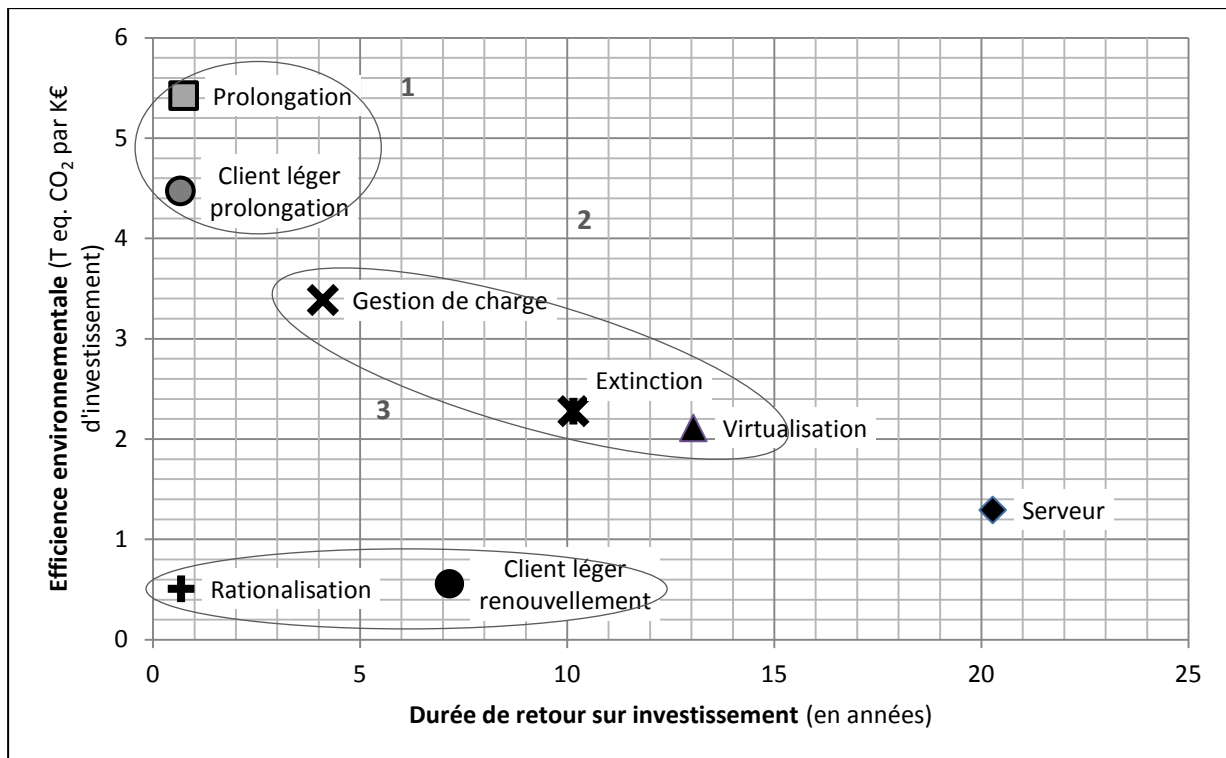 Efficience environnementale (T eq. CO₂ par K€
d'investissement)
6
5
4
3
2
1
0
1
Prolongation
Client léger
prolongation
2
Gestion de charge
Extinction
3
Virtualisation
Serveur
Rationalisation
Client léger
renouvellement
0 5 10 15 20 25
Durée de retour sur investissement (en années)